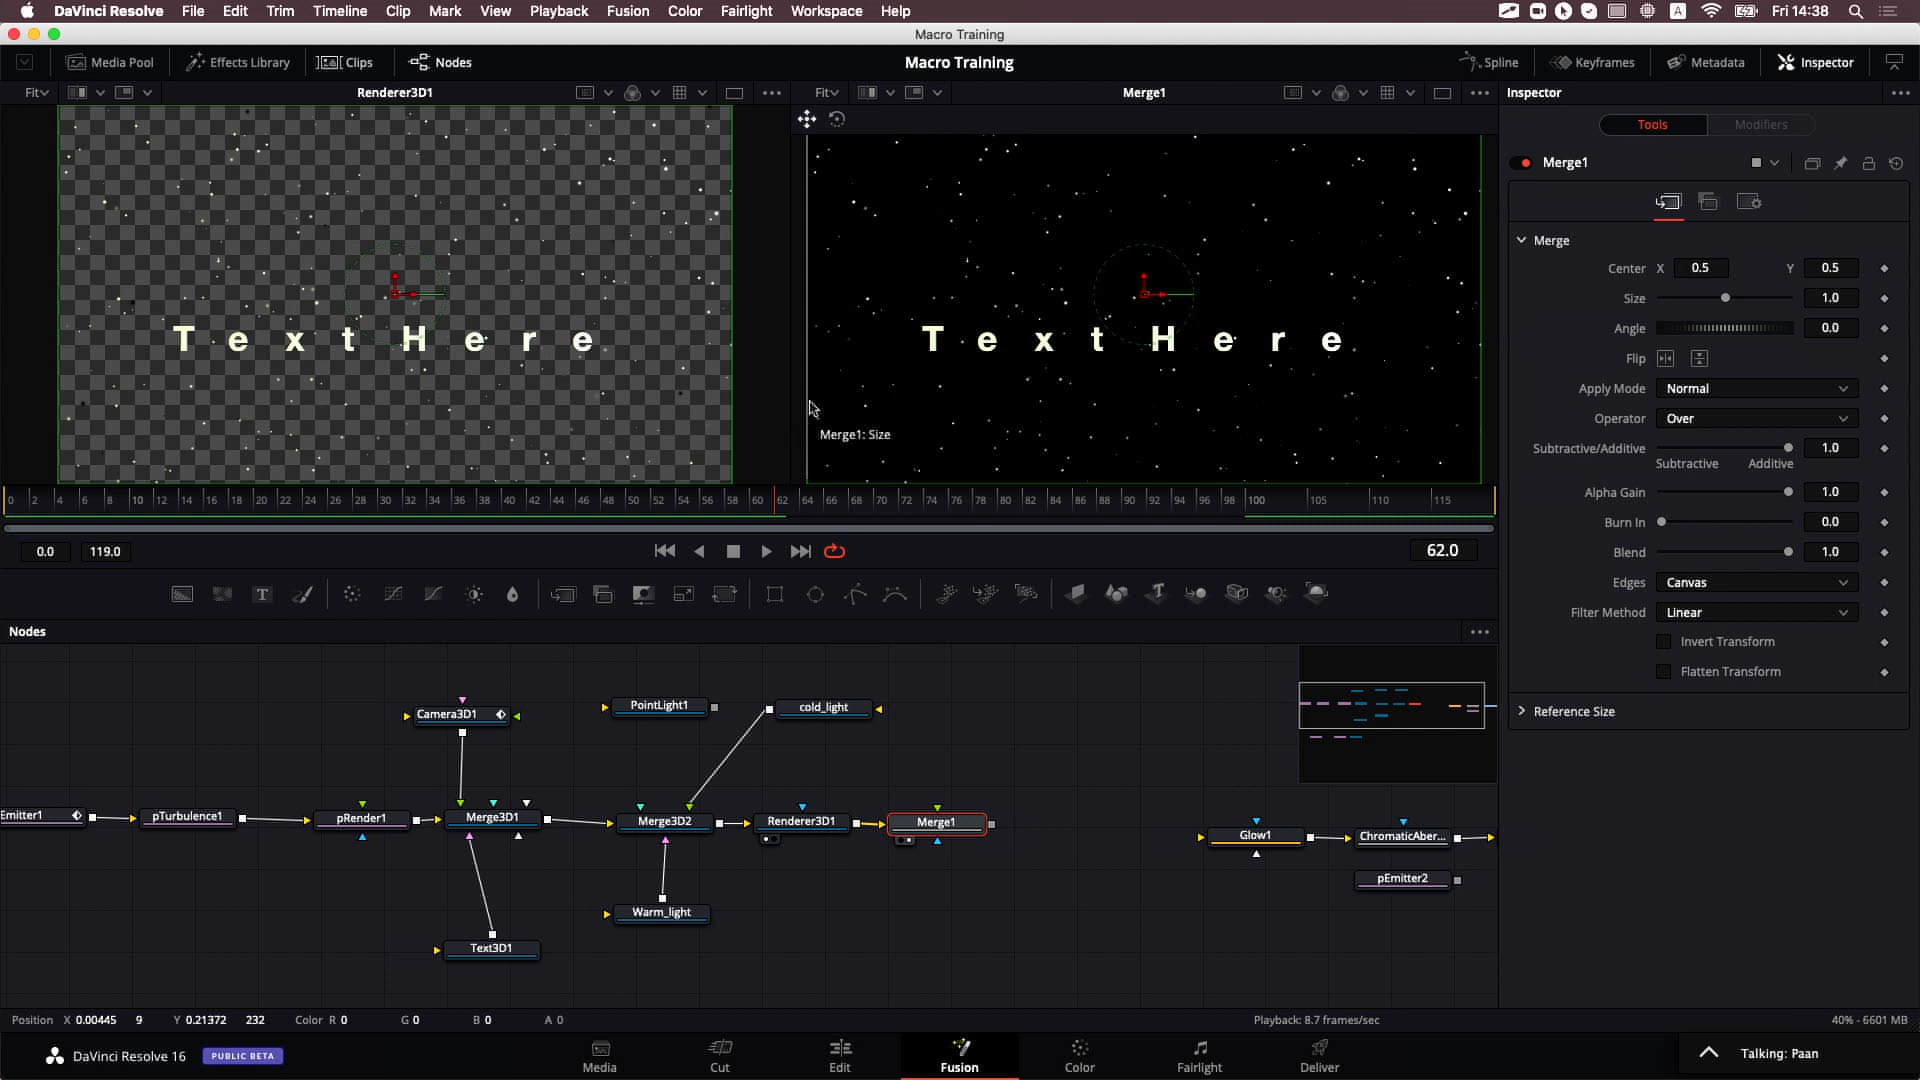 DaVinci Resolve File Edit Trim Timeline Clip Mark View Playback Fusion Color Fairlight Workspace Help A Fri 14:38
Macro Training
Media Pool Effects Library Clips Nodes Macro Training Spline Keyframes Metadata Inspector
Fit Renderer3D1 Fit Merge1 Inspector
Tools Modifiers
Merge1
Merge
Center X 0.5 Y 0.5
Size 1.0
Angle 0.0
Flip
Apply Mode Normal
Operator Over
Subtractive/Additive 1.0
Subtractive Additive
Alpha Gain 1.0
Burn In 0.0
Blend 1.0
Edges Canvas
Filter Method Linear
Invert Transform
Flatten Transform
Reference Size
Text Here
Text Here
Merge1: Size
0 2 4 6 8 10 12 14 16 18 20 22 24 26 28 30 32 34 36 38 40 42 44 46 48 50 52 54 56 58 60 62 64 66 68 70 72 74 76 78 80 82 84 86 88 90 92 94 96 98 100 105 110 115
0.0 119.0 62.0
T
Nodes
Camera3D1 PointLight1 cold_light
Emitter1 pTurbulence1 pRender1 Merge3D1 Merge3D2 Renderer3D1 Merge1 Glow1 ChromaticAber...
pEmitter2
Warm_light
Text3D1
Position X 0.00445 9 Y 0.21372 232 Color R 0 G 0 B 0 A 0 Playback: 8.7 frames/sec 40% - 6601 MB
DaVinci Resolve 16 PUBLIC BETA Media Cut Edit Fusion Color Fairlight Deliver Talking: Paan